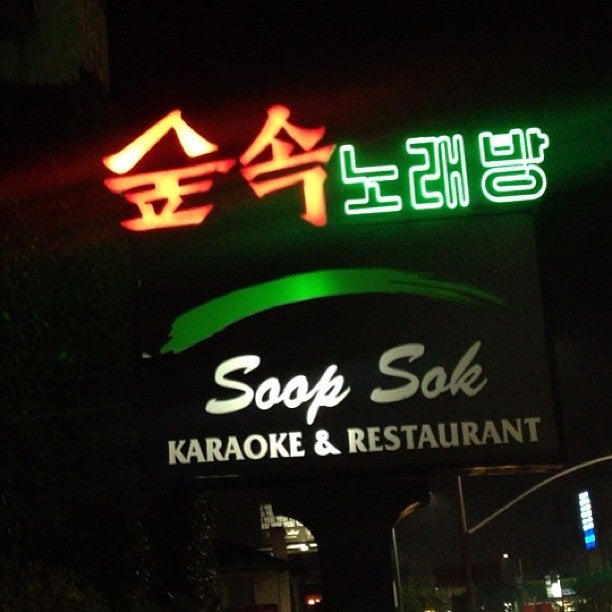 숲속노래방
Soop Sok
KARAOKE & RESTAURANT